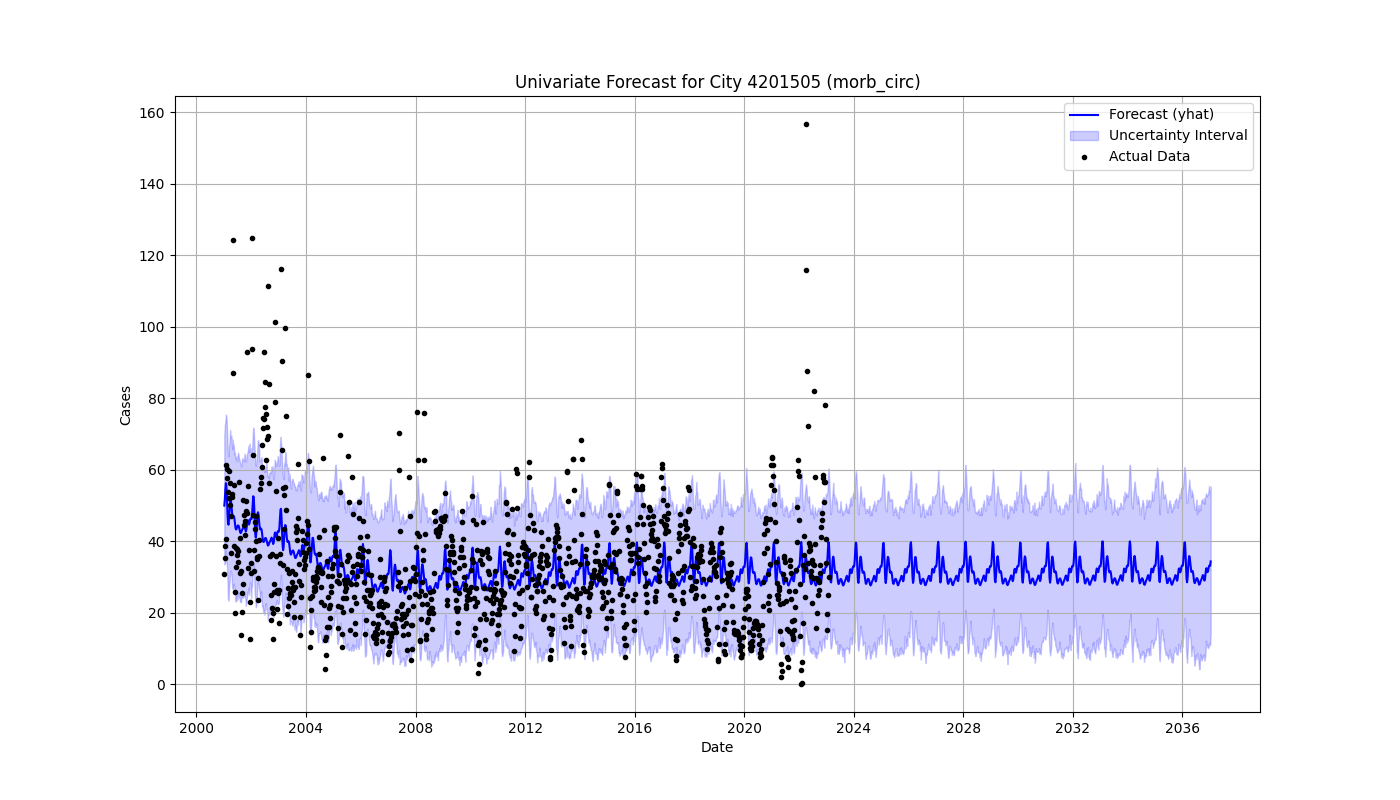 Univariate Forecast for City 4201505 (morb_circ)
Forecast (yhat)
Uncertainty Interval
Actual Data
Cases
160
140
120
100
80
60
40
20
0
2000 2004 2008 2012 2016 2020 2024 2028 2032 2036
Date